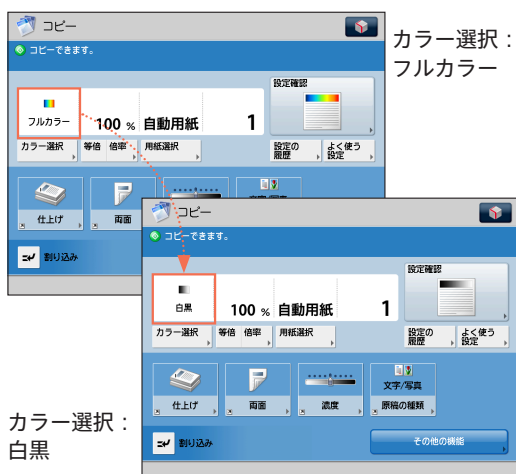 コピー
コピーできます。
設定確認
フルカラー
100 % 自動用紙 1
カラー選択 等倍 倍率 用紙選択 設定の履歴 よく使う設定
仕上げ 両面
割り込み
カラー選択：
フルカラー
コピー
コピーできます。
設定確認
白黒
100 % 自動用紙 1
カラー選択 等倍 倍率 用紙選択 設定の履歴 よく使う設定
文字/写真
仕上げ 両面 濃度 原稿の種類
割り込み その他の機能
カラー選択：
白黒